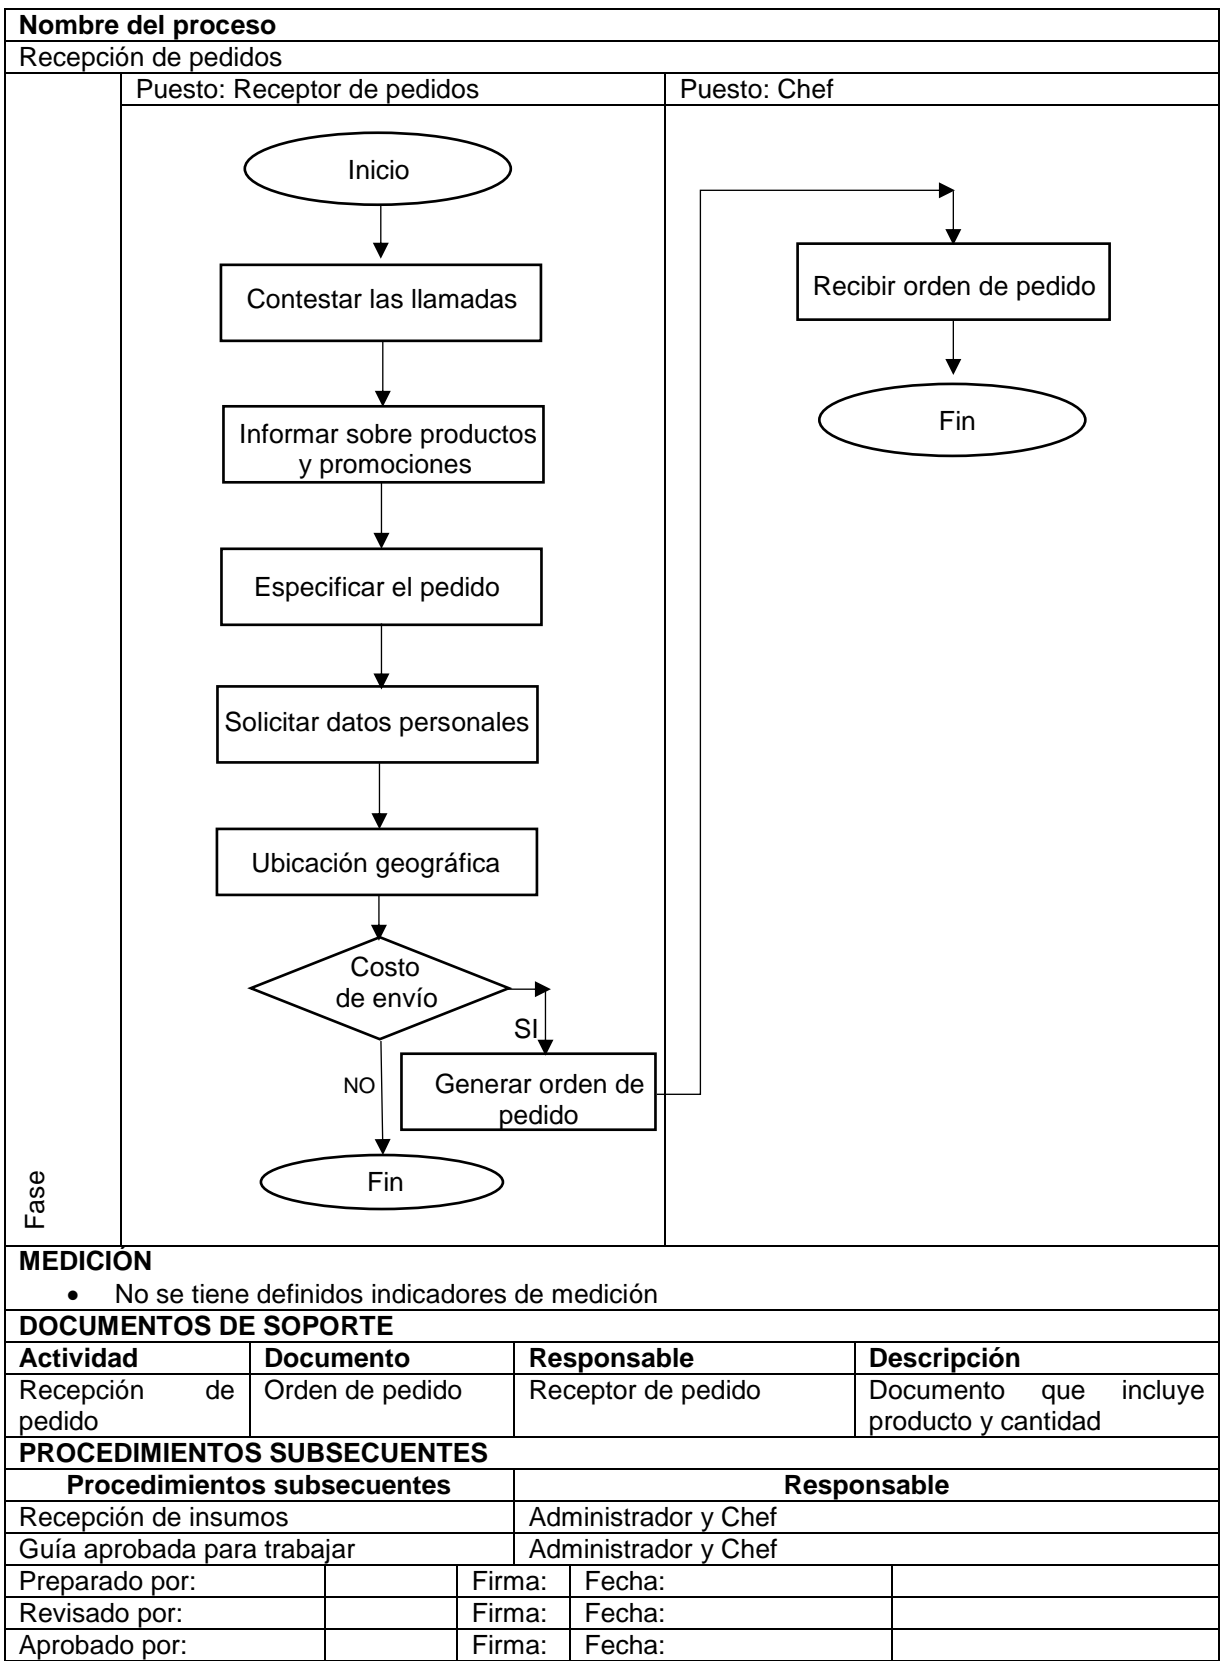 Nombre del proceso
Recepción de pedidos
Puesto: Receptor de pedidos
Puesto: Chef
Inicio
Contestar las llamadas
Informar sobre productos
y promociones
Especificar el pedido
Solicitar datos personales
Ubicación geográfica
Costo
de envío
SI
NO
Generar orden de
pedido
Fin
Recibir orden de pedido
Fin
Fase
MEDICIÓN
• No se tiene definidos indicadores de medición
DOCUMENTOS DE SOPORTE
Actividad Documento Responsable Descripción
Recepción de Orden de pedido Receptor de pedido Documento que incluye
pedido producto y cantidad
PROCEDIMIENTOS SUBSECUENTES
Procedimientos subsecuentes Responsable
Recepción de insumos Administrador y Chef
Guía aprobada para trabajar Administrador y Chef
Preparado por: Firma: Fecha:
Revisado por: Firma: Fecha:
Aprobado por: Firma: Fecha: